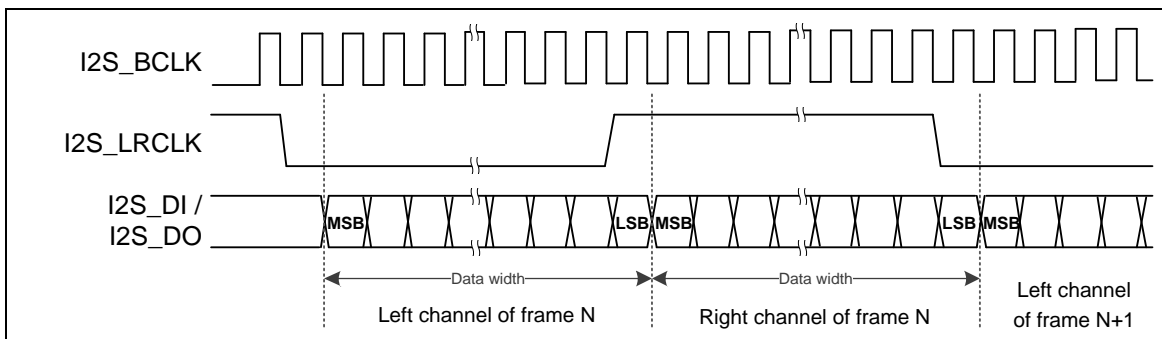 I2S_BCLK
I2S_LRCLK
I2S_DI /
I2S_DO
MSB LSB MSB LSB MSB
Data width Data width
Left channel of frame N Right channel of frame N
Left channel
of frame N+1